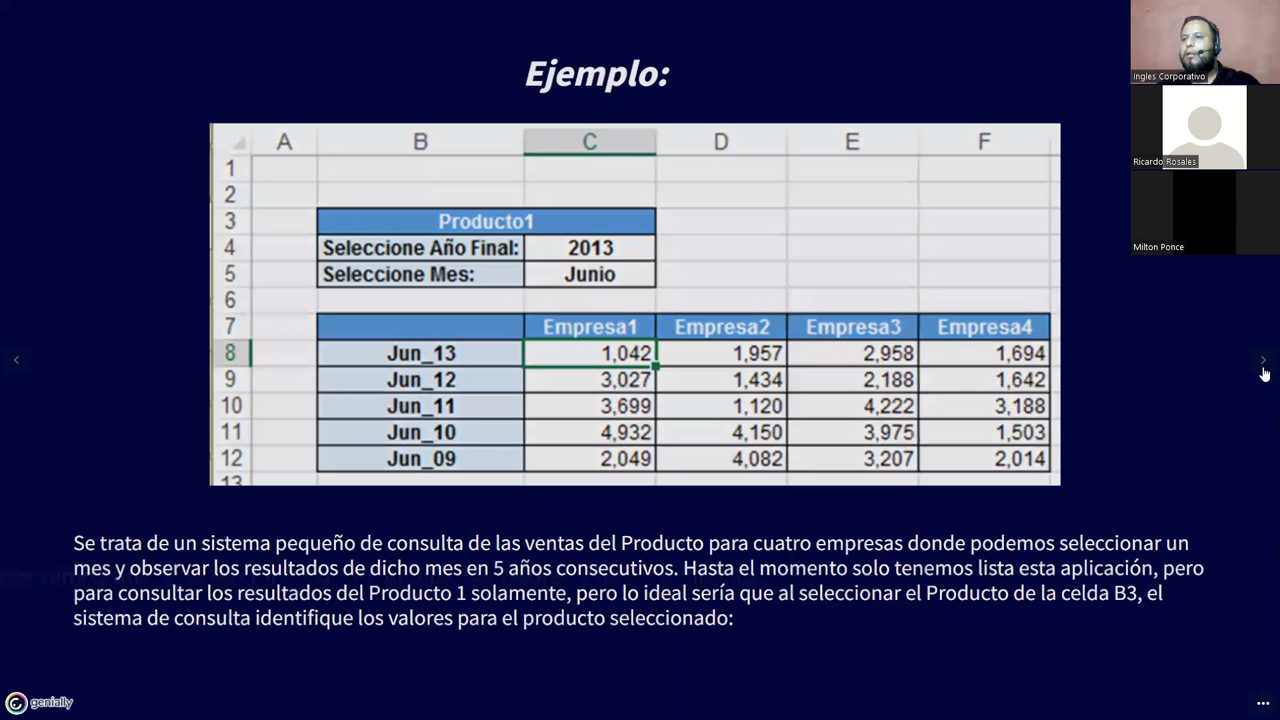 Ejemplo:
A B C D E F
1
2
3 Producto1
4 Seleccione Año Final: 2013
5 Seleccione Mes: Junio
6
7 Empresa1 Empresa2 Empresa3 Empresa4
8 Jun_13 1,042 1,957 2,958 1,694
9 Jun_12 3,027 1,434 2,188 1,642
10 Jun_11 3,699 1,120 4,222 3,188
11 Jun_10 4,932 4,150 3,975 1,503
12 Jun_09 2,049 4,082 3,207 2,014
13
Se trata de un sistema pequeño de consulta de las ventas del Producto para cuatro empresas donde podemos seleccionar un
mes y observar los resultados de dicho mes en 5 años consecutivos. Hasta el momento solo tenemos lista esta aplicación, pero
para consultar los resultados del Producto 1 solamente, pero lo ideal sería que al seleccionar el Producto de la celda B3, el
sistema de consulta identifique los valores para el producto seleccionado:
genially
Ingles Corporativo
Ricardo Rosales
Milton Ponce